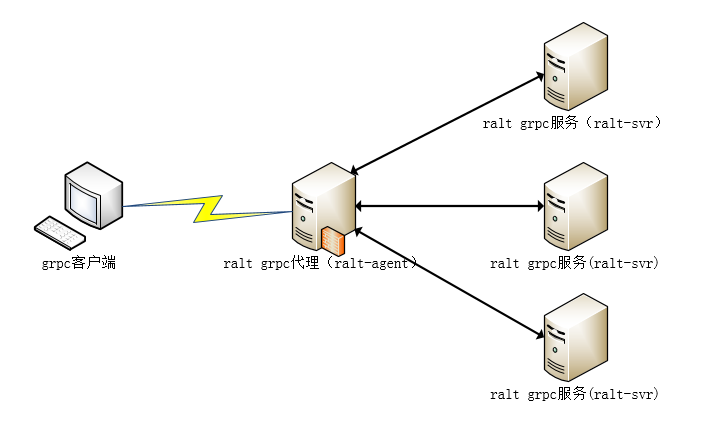 ralt grpc服务（ralt-svr）
grpc客户端
ralt grpc代理（ralt-agent）
ralt grpc服务(ralt-svr)
ralt grpc服务(ralt-svr)